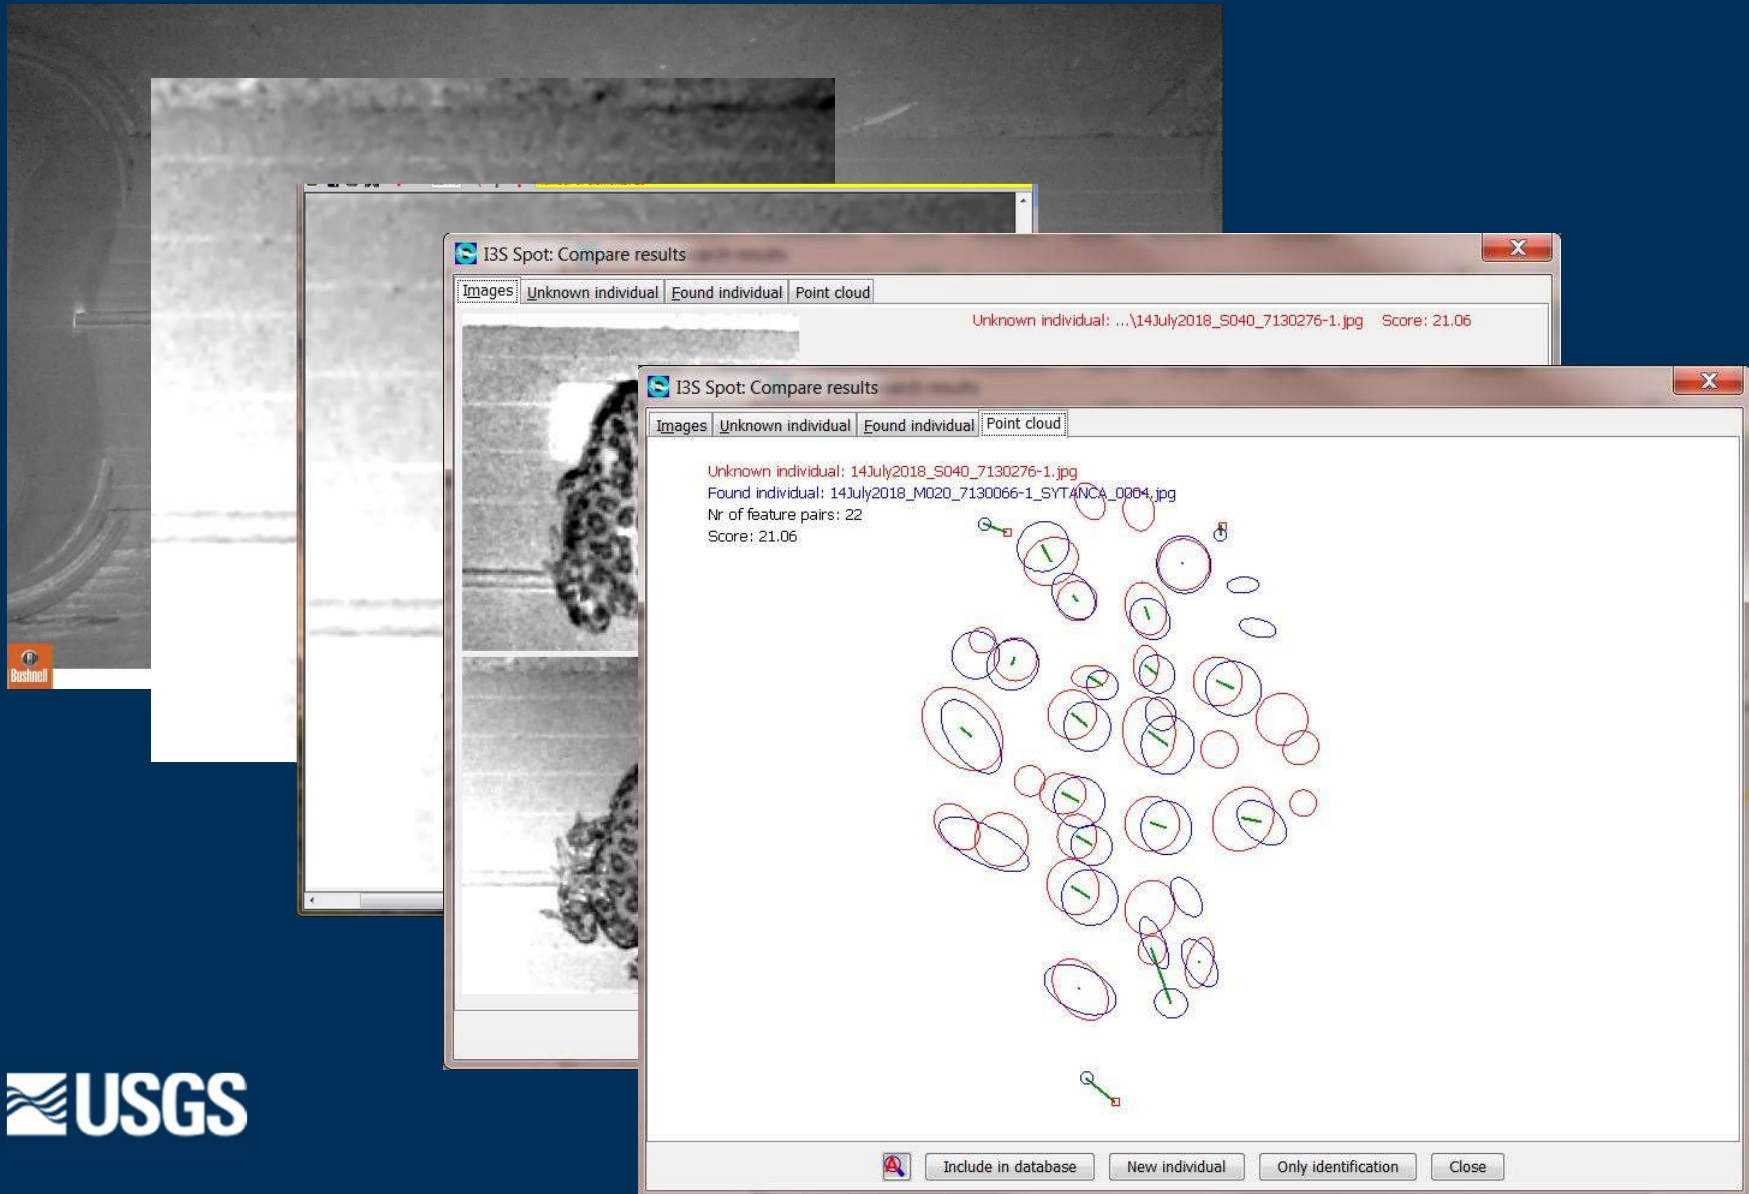 I3S Spot: Compare results
Images Unknown individual Found individual Point cloud
Unknown individual: ...\14July2018_S040_7130276-1.jpg Score: 21.06
I3S Spot: Compare results
Images Unknown individual Found individual Point cloud
Unknown individual: 14July2018_S040_7130276-1.jpg
Found individual: 14July2018_M020_7130066-1_SYTANCA_0004.jpg
Nr of feature pairs: 22
Score: 21.06
Bushnell
USGS
Include in database New individual Only identification Close